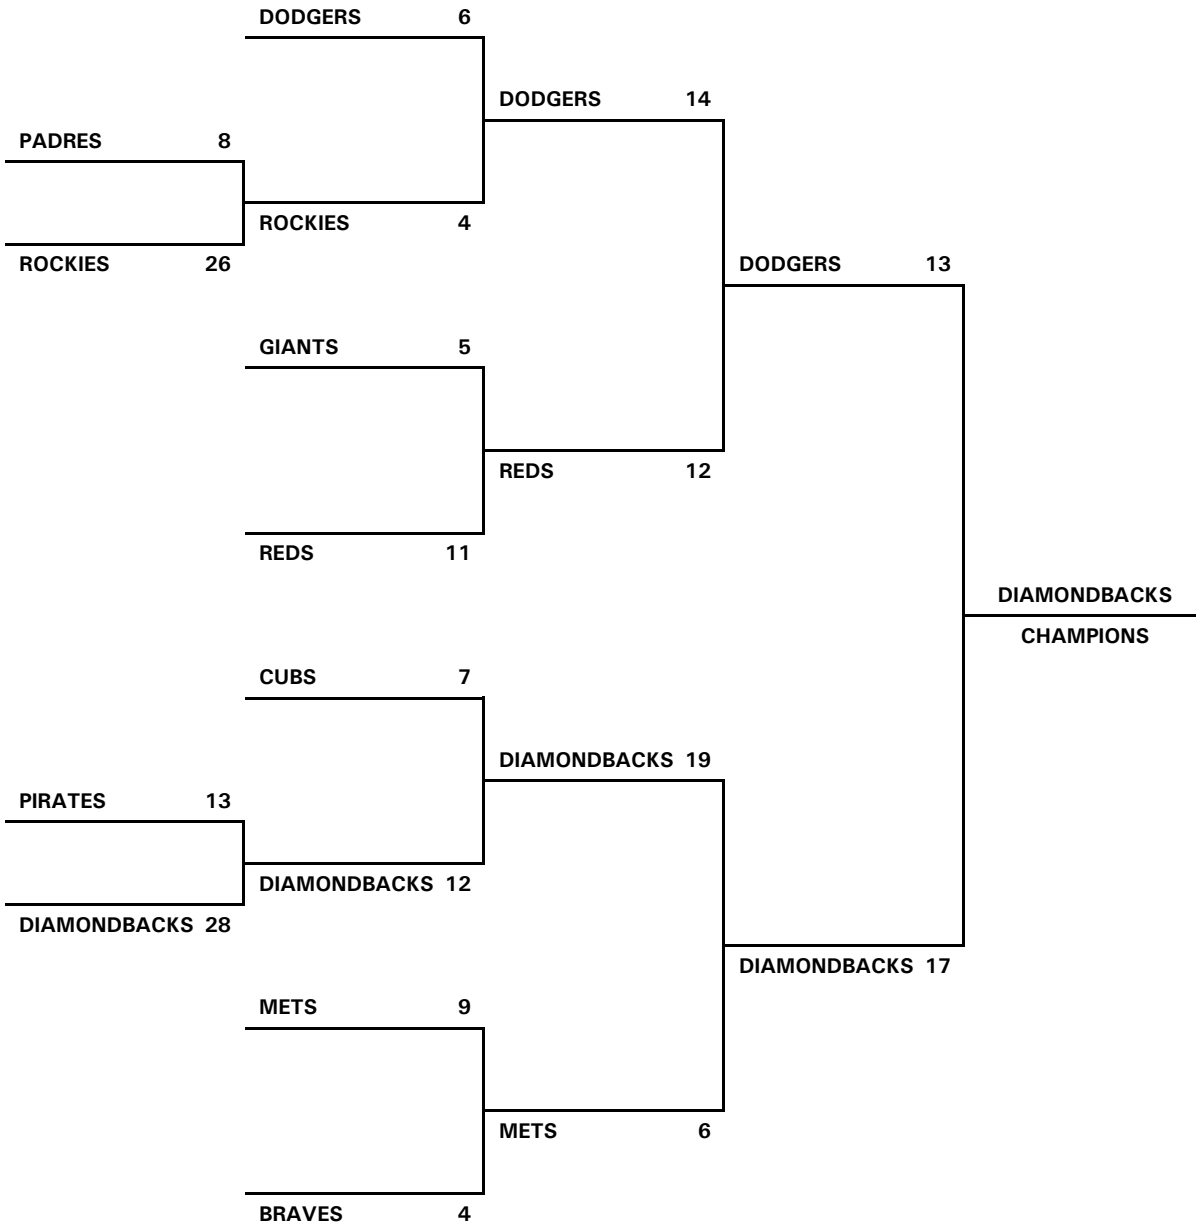 DODGERS 6
DODGERS 14
PADRES 8
ROCKIES 4
ROCKIES 26
DODGERS 13
GIANTS 5
REDS 12
REDS 11
DIAMONDBACKS
CHAMPIONS
CUBS 7
DIAMONDBACKS 19
PIRATES 13
DIAMONDBACKS 12
DIAMONDBACKS 28
DIAMONDBACKS 17
METS 9
METS 6
BRAVES 4